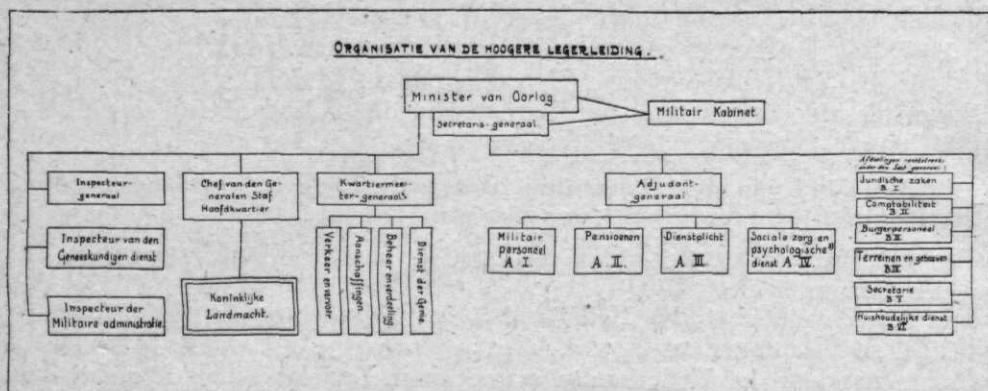 ORGANISATIE VAN DE HOOGERE LEGERLEIDING.
Minister van Oorlog
Secretaris-generaal.
Militair Kabinet.
Inspecteur-
generaal
Inspecteur van den
Geneeskundigen dienst
Inspecteur der
Militaire administratie.
Chef van den Ge-
neralen Staf
Hoofdkwartier
Koninklijke
Landmacht.
Kwartiermees-
ter-generaal
Verkeer en vervoer
Aanschaffingen.
Beheer en verdeeling
Dienst der Genie.
Adjudant-
generaal
Militair
personeel
A I.
Pensioenen
A II.
Dienstplicht
A III.
Sociale zorg en
psychologische
dienst A IV.
Afdeelingen
Juridische zaken
B I
Comptabiliteit
B II
Burgerpersoneel
B III
Terreinen en gebouwen
Secretarie
B V
Huishoudelijke dienst
B VI